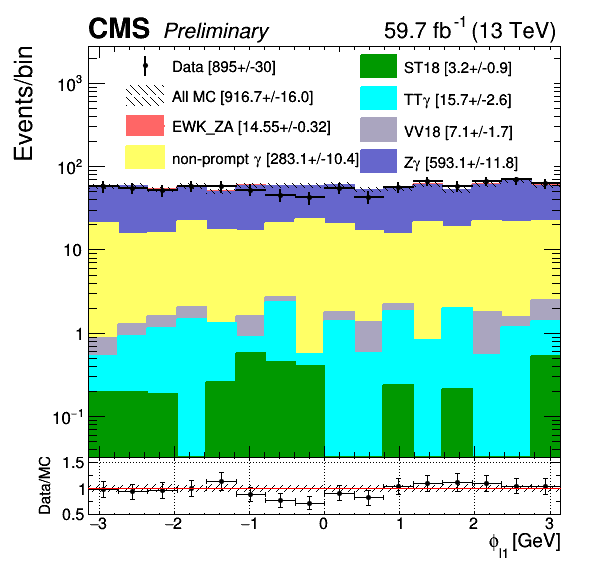 CMS Preliminary 59.7 fb⁻¹ (13 TeV)
Events/bin
Data [895+/-30]
All MC [916.7+/-16.0]
EWK_ZA [14.55+/-0.32]
non-prompt γ [283.1+/-10.4]
ST18 [3.2+/-0.9]
TTγ [15.7+/-2.6]
VV18 [7.1+/-1.7]
Zγ [593.1+/-11.8]
10³
10²
10
1
10⁻¹
Data/MC
1.5
1
0.5
−3 −2 −1 0 1 2 3
ϕ_l1 [GeV]